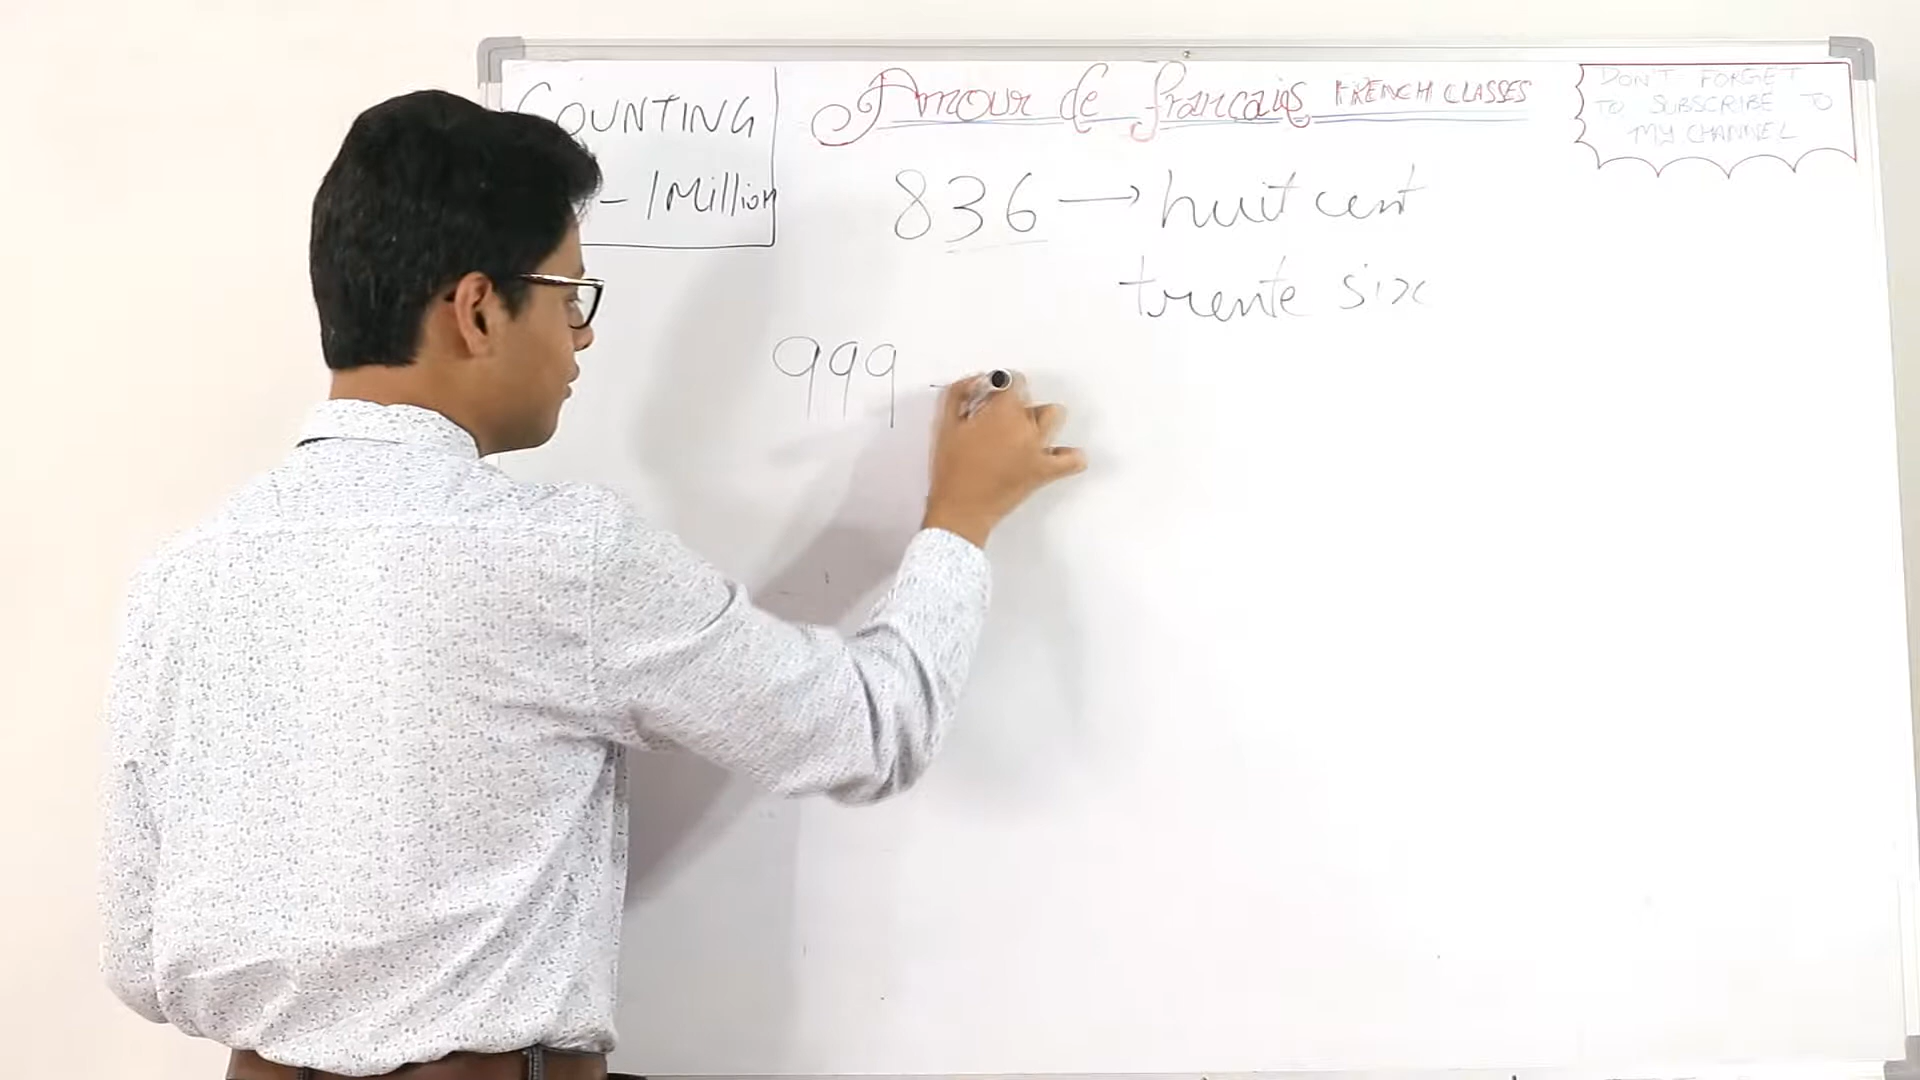 COUNTING
- 1 Million
Amour de francais FRENCH CLASSES
DON'T FORGET
TO SUBSCRIBE TO
MY CHANNEL
836 → huit cent
trente six
999 -